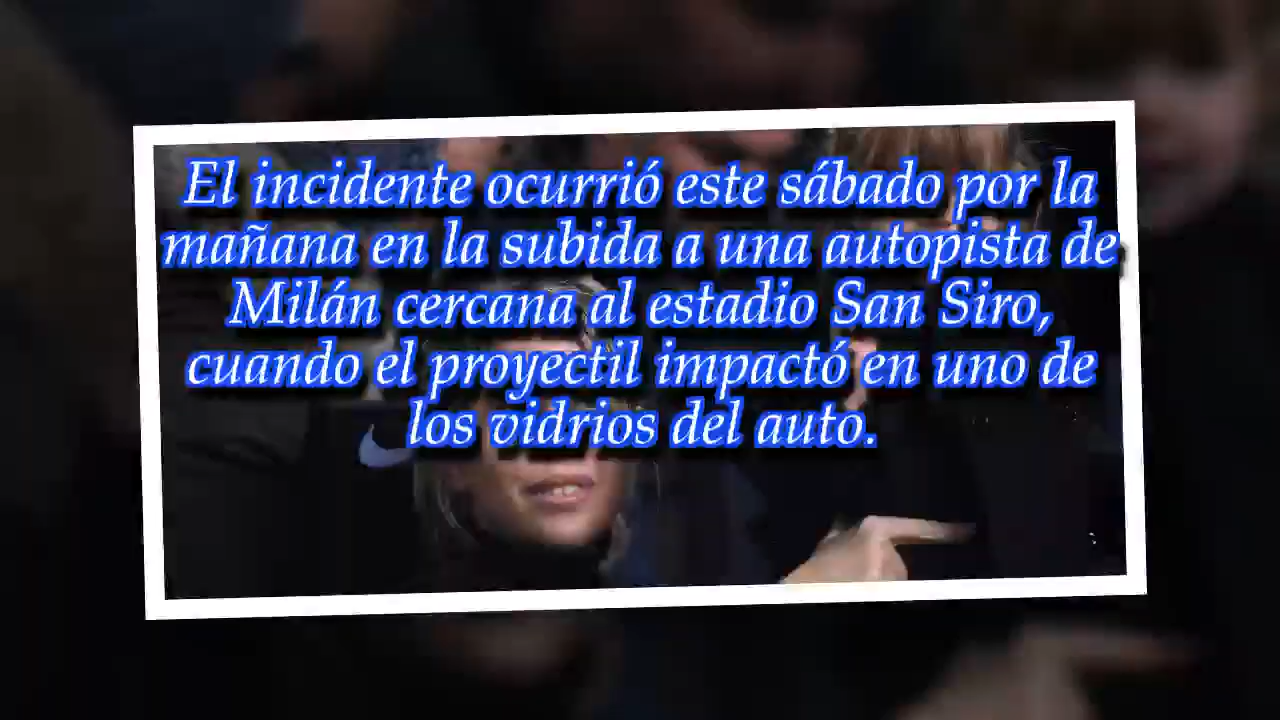 El incidente ocurrió este sábado por la
mañana en la subida a una autopista de
Milán cercana al estadio San Siro,
cuando el proyectil impactó en uno de
los vidrios del auto.